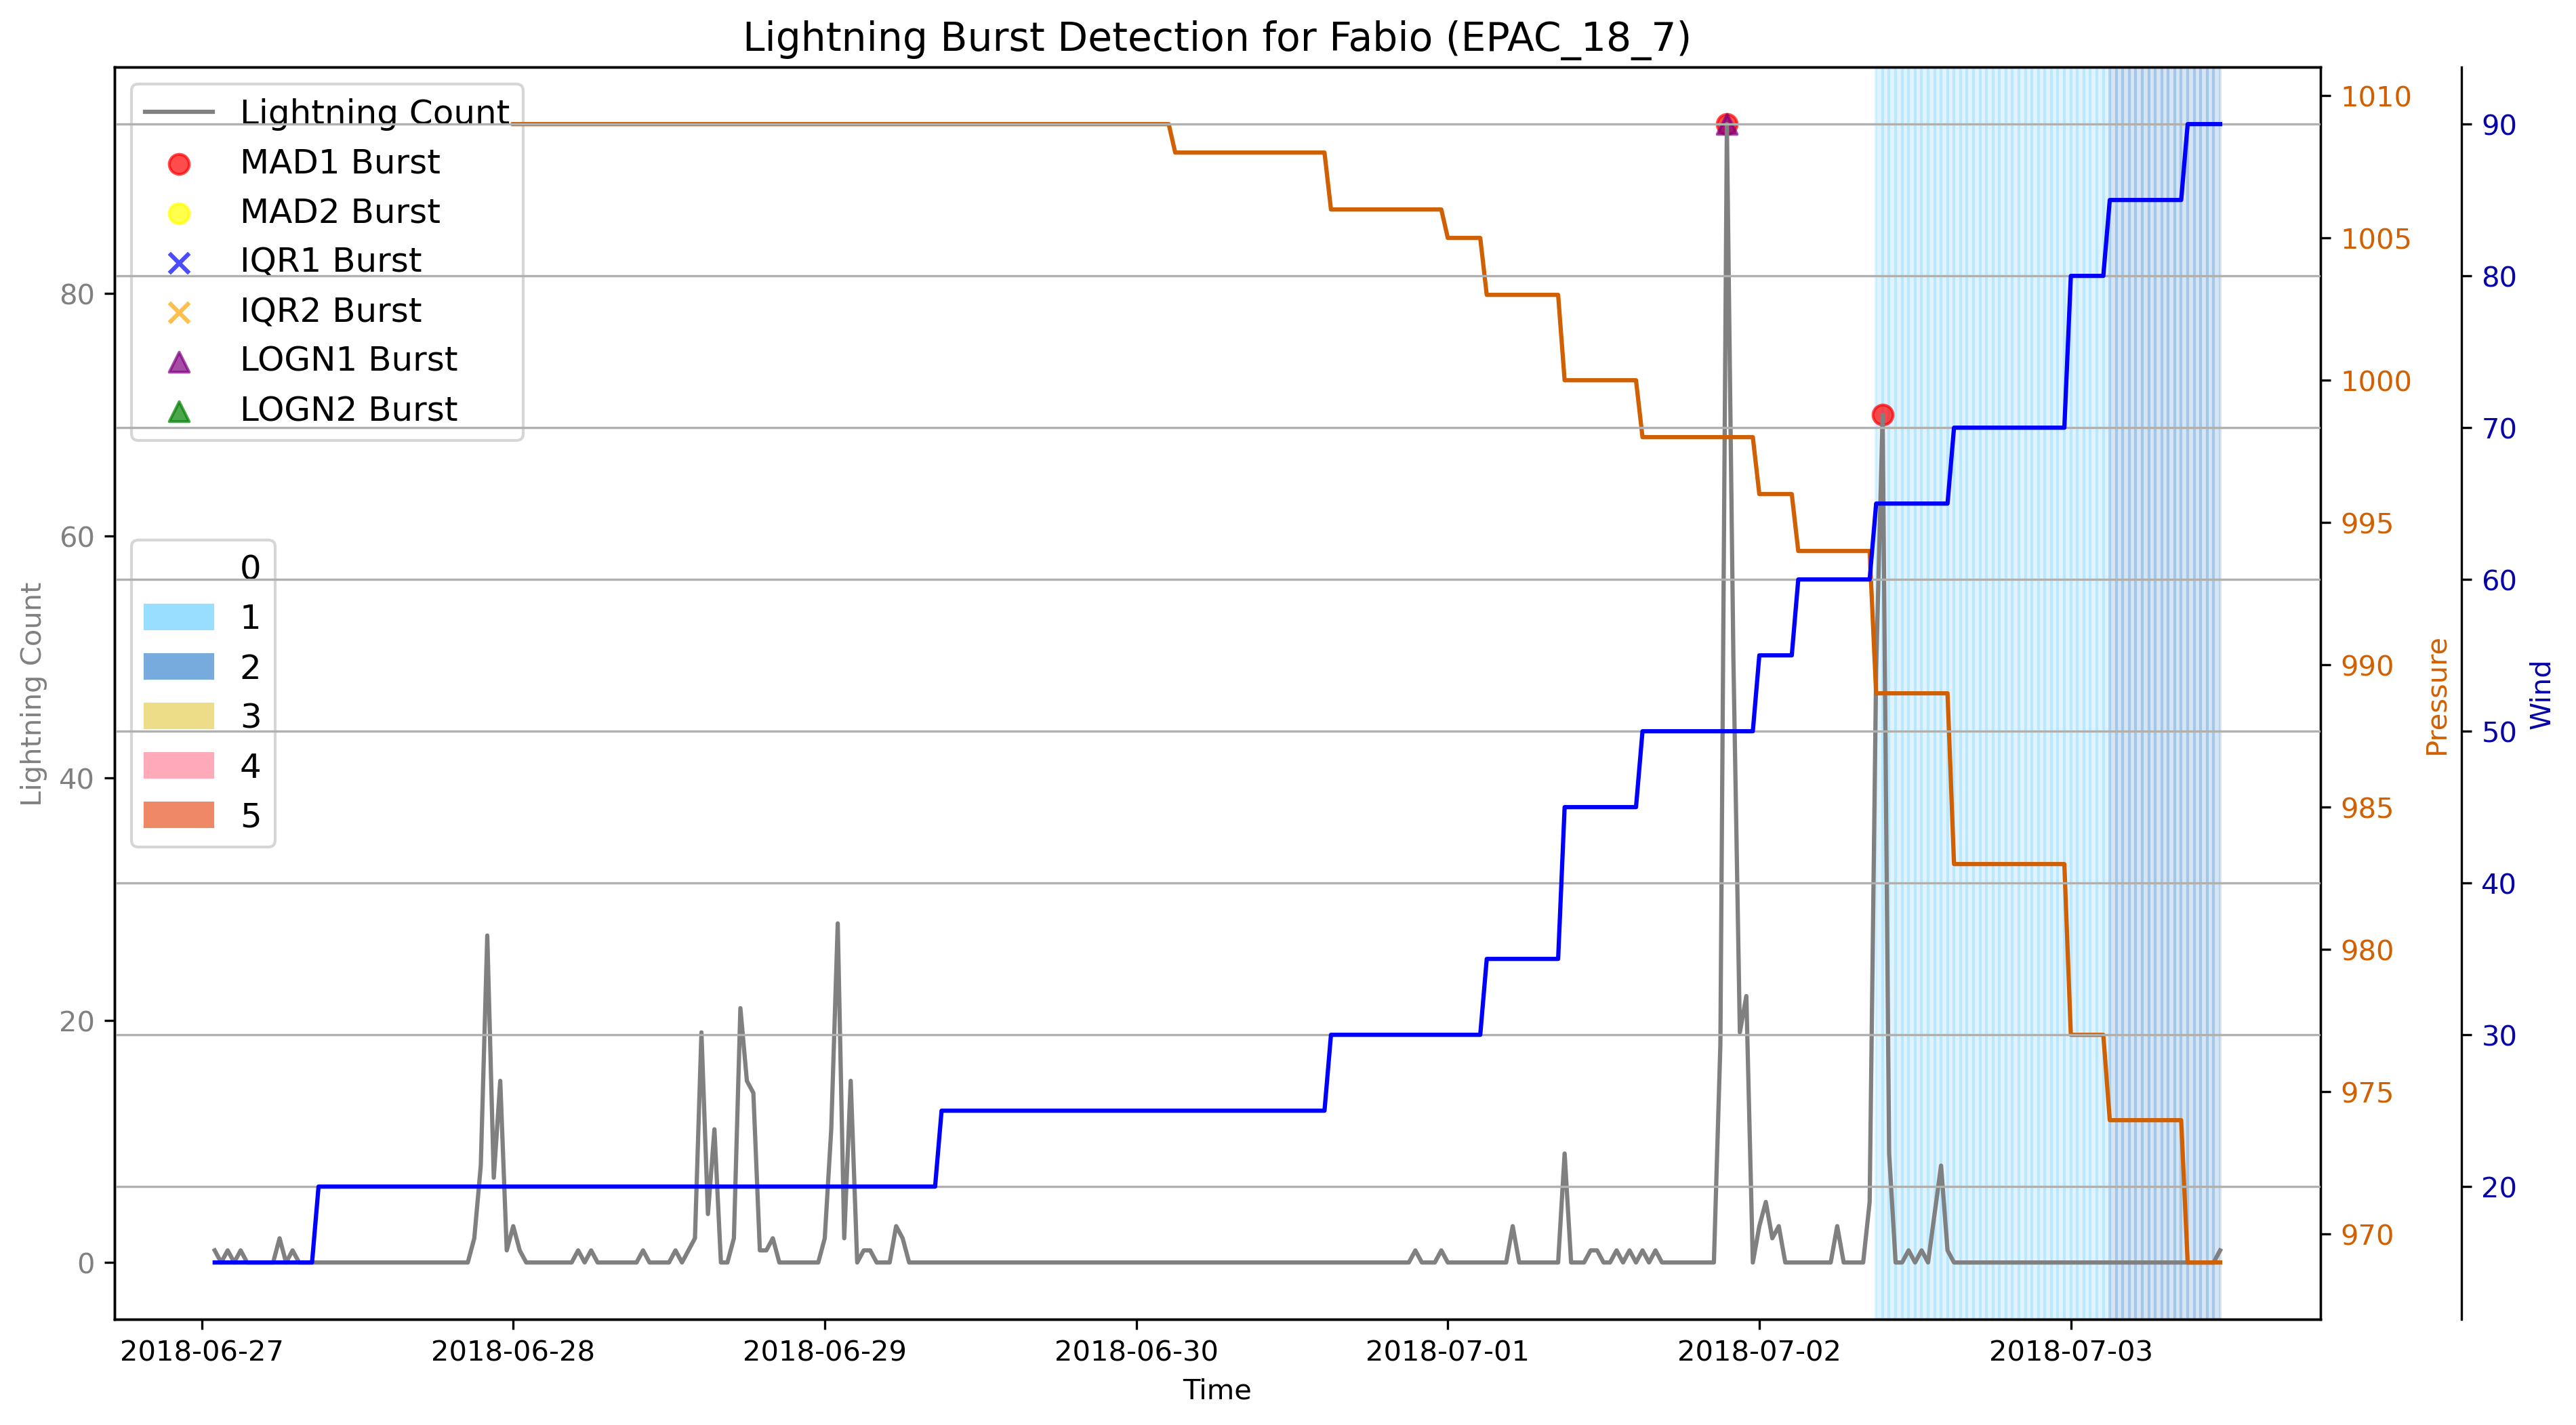 Lightning Burst Detection for Fabio (EPAC_18_7)
Lightning Count
MAD1 Burst
MAD2 Burst
IQR1 Burst
IQR2 Burst
LOGN1 Burst
LOGN2 Burst
0
1
2
3
4
5
Lightning Count
80
60
40
20
0
1010
1005
1000
995
990
985
980
975
970
Pressure
90
80
70
60
50
40
30
20
Wind
2018-06-27
2018-06-28
2018-06-29
2018-06-30
2018-07-01
2018-07-02
2018-07-03
Time